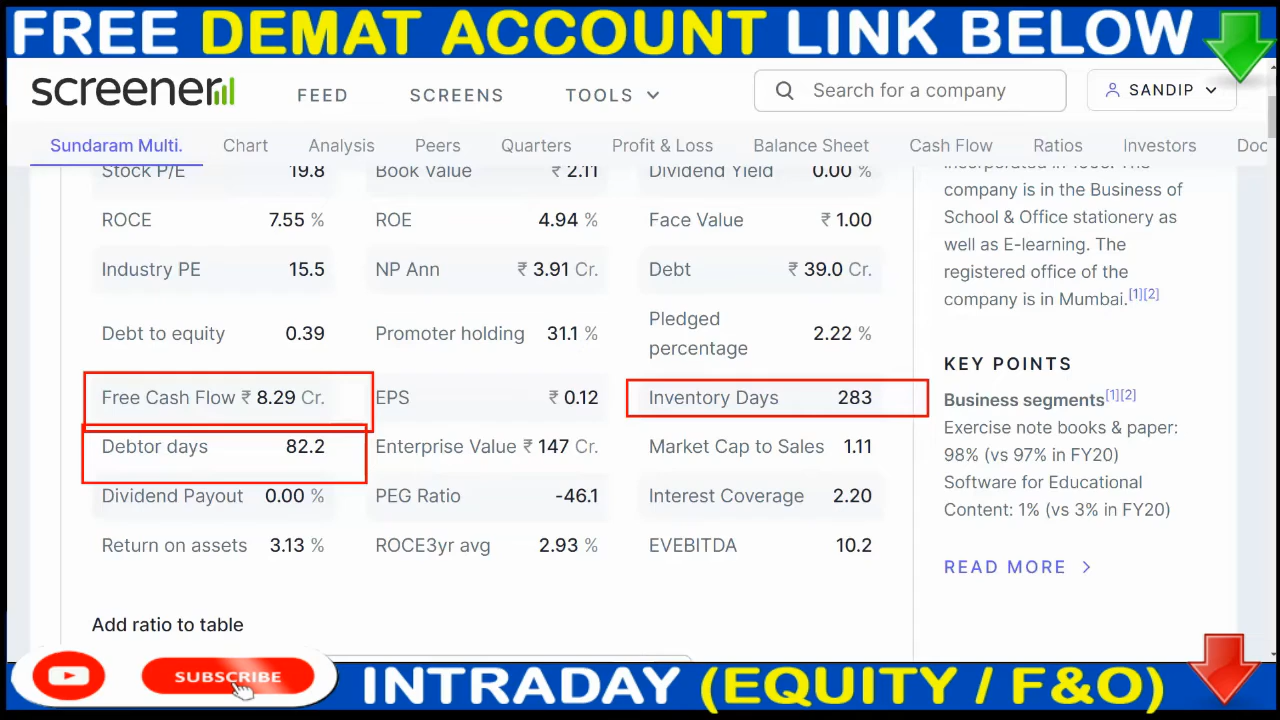 FREE DEMAT ACCOUNT LINK BELOW
screener
FEED SCREENS TOOLS
Search for a company
SANDIP
Sundaram Multi. Chart Analysis Peers Quarters Profit & Loss Balance Sheet Cash Flow Ratios Investors Doc
Stock P/E 19.8 Book Value ₹ 2.11 Dividend Yield 0.00 %
ROCE 7.55 % ROE 4.94 % Face Value ₹ 1.00
Industry PE 15.5 NP Ann ₹ 3.91 Cr. Debt ₹ 39.0 Cr.
Debt to equity 0.39 Promoter holding 31.1 % Pledged percentage 2.22 %
Free Cash Flow ₹ 8.29 Cr. EPS ₹ 0.12 Inventory Days 283
Debtor days 82.2 Enterprise Value ₹ 147 Cr. Market Cap to Sales 1.11
Dividend Payout 0.00 % PEG Ratio -46.1 Interest Coverage 2.20
Return on assets 3.13 % ROCE3yr avg 2.93 % EVEBITDA 10.2
Add ratio to table
company is in the Business of
School & Office stationery as
well as E-learning. The
registered office of the
company is in Mumbai.[1][2]
KEY POINTS
Business segments[1][2]
Exercise note books & paper:
98% (vs 97% in FY20)
Software for Educational
Content: 1% (vs 3% in FY20)
READ MORE >
SUBSCRIBE
INTRADAY (EQUITY / F&O)